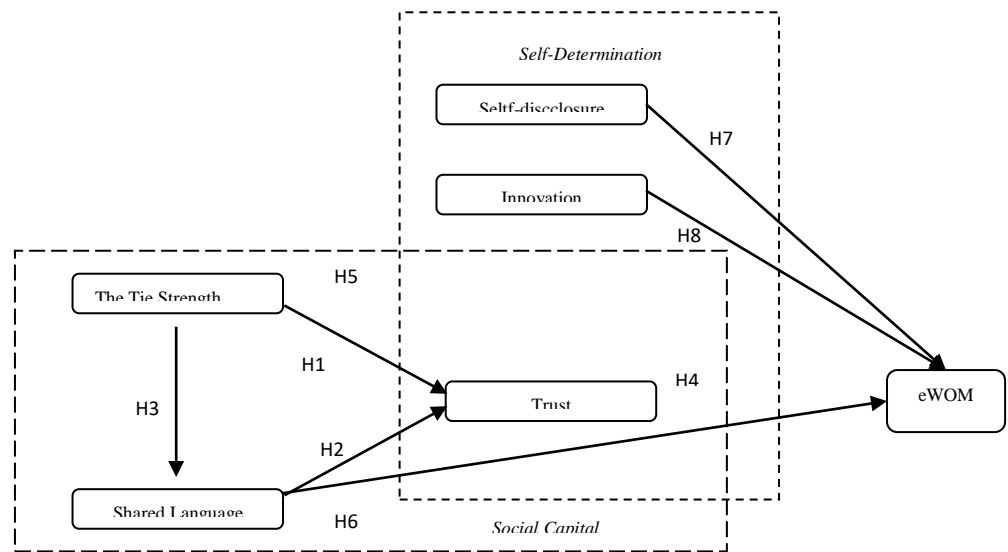 Self-Determination
Seltf-discclosure
H7
Innovation
H8
H5
The Tie Strength
H1
H4
eWOM
H3
Trust
H2
Shared Language
H6
Social Capital